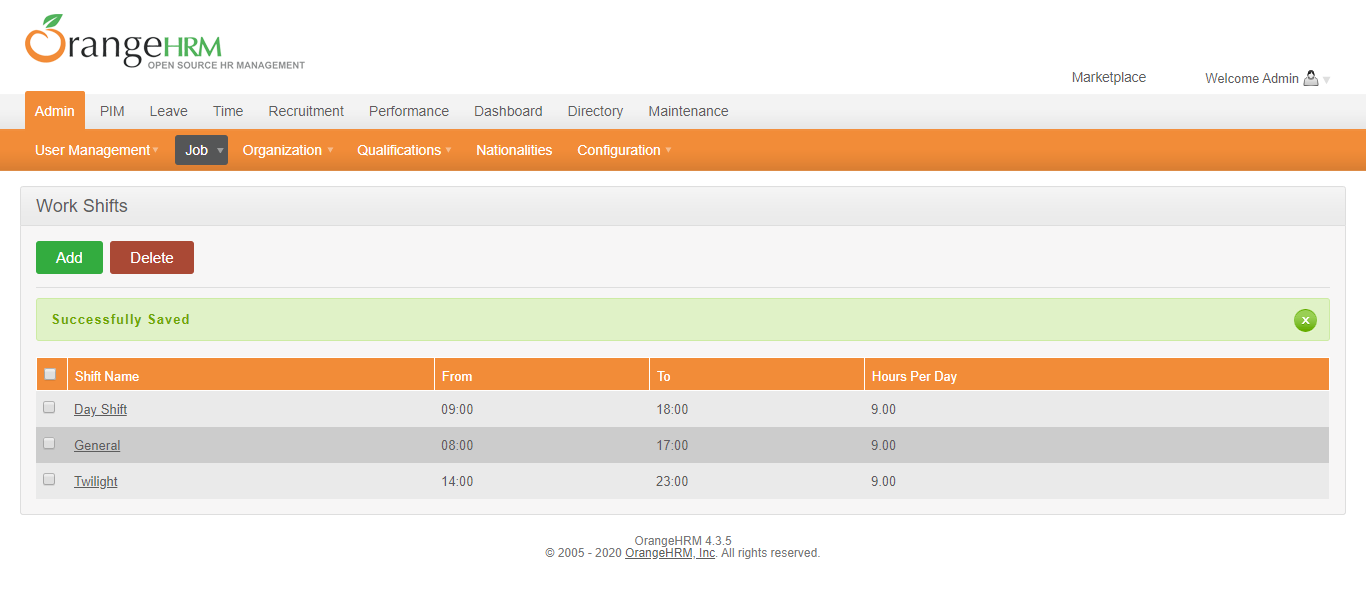 OrangeHRM
OPEN SOURCE HR MANAGEMENT
Marketplace Welcome Admin
Admin PIM Leave Time Recruitment Performance Dashboard Directory Maintenance
User Management Job Organization Qualifications Nationalities Configuration
Work Shifts
Add Delete
Successfully Saved x
Shift Name From To Hours Per Day
Day Shift 09:00 18:00 9.00
General 08:00 17:00 9.00
Twilight 14:00 23:00 9.00
OrangeHRM 4.3.5
© 2005 - 2020 OrangeHRM, Inc. All rights reserved.